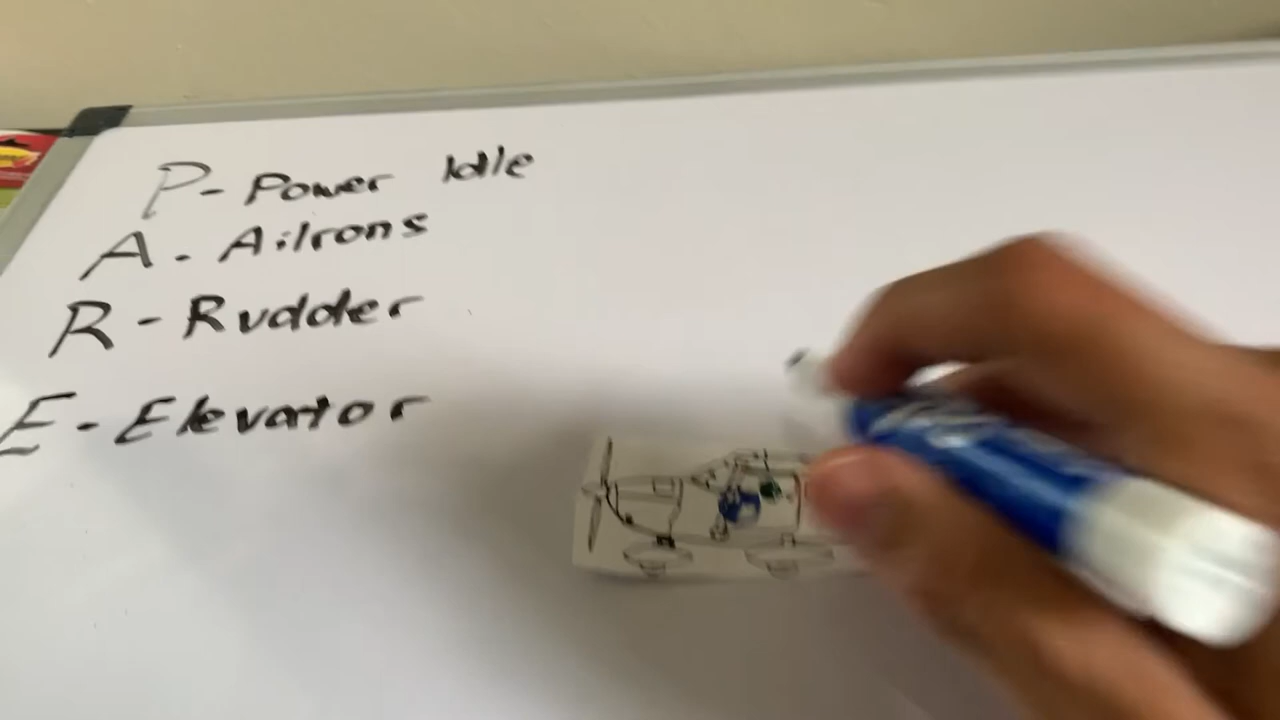 P - Power Idle
A - Ailrons
R - Rudder
E - Elevator